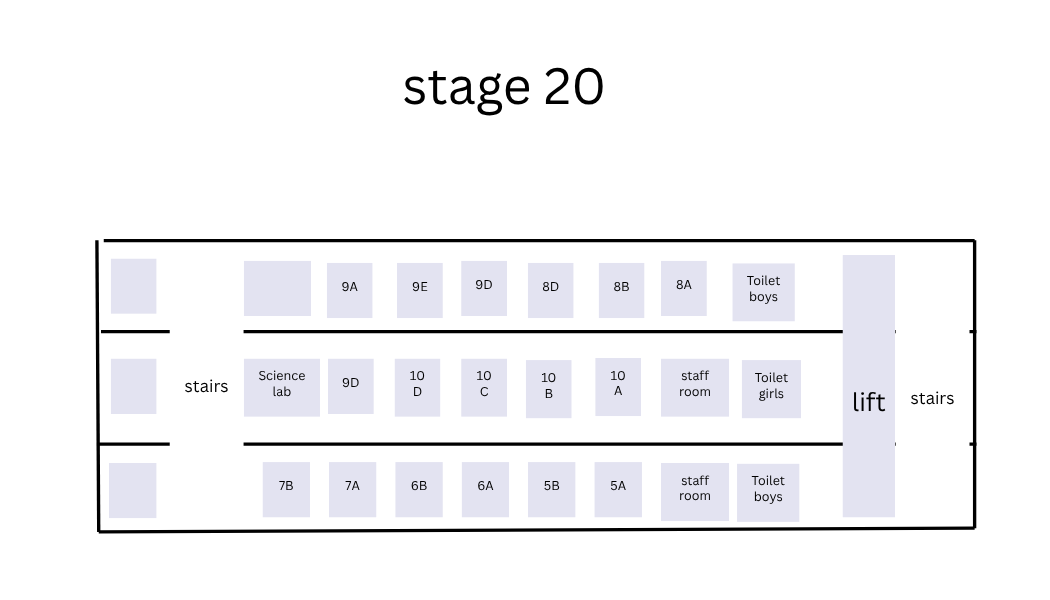 stage 20
9A
9E
9D
8D
8B
8A
Toilet
boys
stairs
Science
lab
9D
10
D
10
C
10
B
10
A
staff
room
Toilet
girls
lift
stairs
7B
7A
6B
6A
5B
5A
staff
room
Toilet
boys